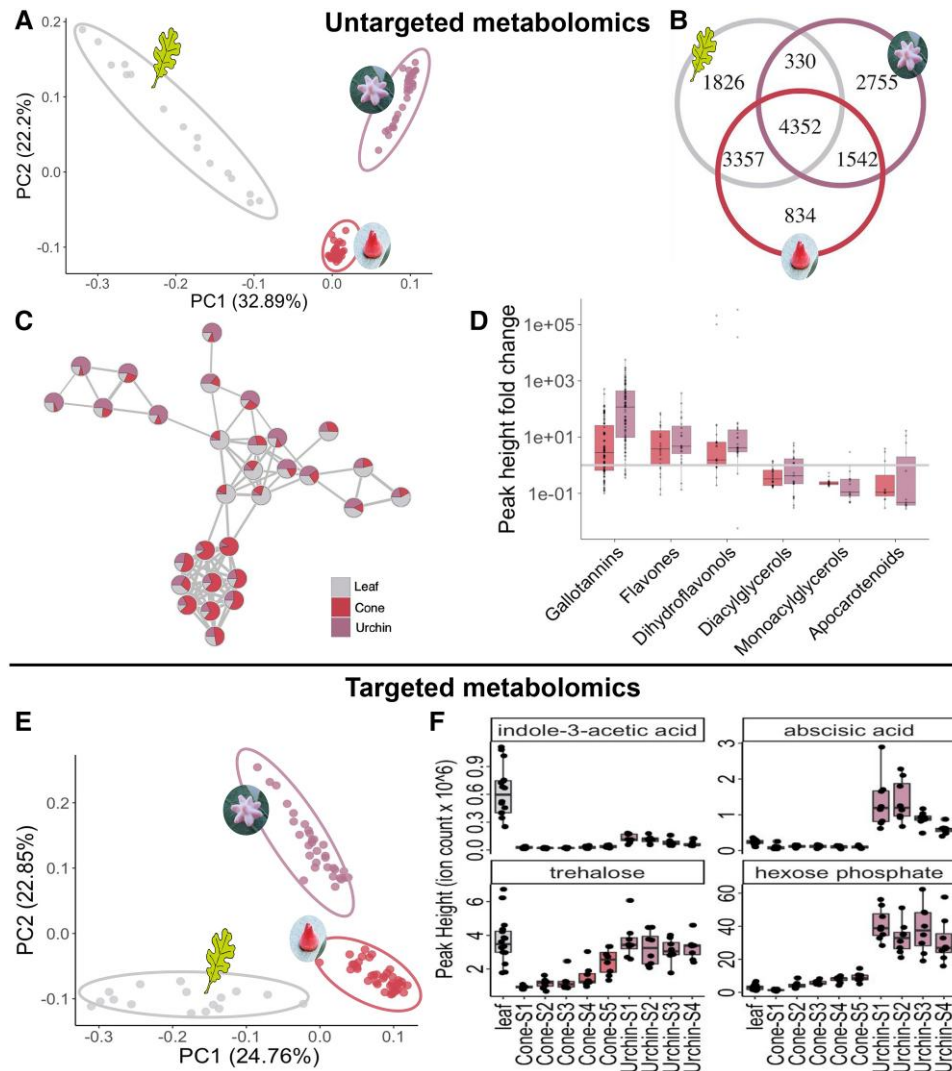 A
Untargeted metabolomics
B
0.2
0.1
0.0
-0.1
PC2 (22.2%)
-0.3
-0.2
-0.1
0.0
0.1
PC1 (32.89%)
1826
330
2755
4352
3357
1542
834
C
Leaf
Cone
Urchin
D
1e+05
1e+03
1e+01
1e-01
Peak height fold change
Gallotannins
Flavones
Dihydroflavonols
Diacylglycerols
Monoacylglycerols
Apocarotenoids
Targeted metabolomics
E
0.2
0.1
0.0
-0.1
PC2 (22.85%)
-0.3
-0.2
-0.1
0.0
0.1
PC1 (24.76%)
F
Peak Height (ion count x 10^6)
indole-3-acetic acid
0.9
0.6
0.3
0.0
abscisic acid
3
2
1
0
trehalose
6
4
2
hexose phosphate
60
40
20
0
leaf
Cone-S1
Cone-S2
Cone-S3
Cone-S4
Cone-S5
Urchin-S1
Urchin-S2
Urchin-S3
Urchin-S4
leaf
Cone-S1
Cone-S2
Cone-S3
Cone-S4
Cone-S5
Urchin-S1
Urchin-S2
Urchin-S3
Urchin-S4